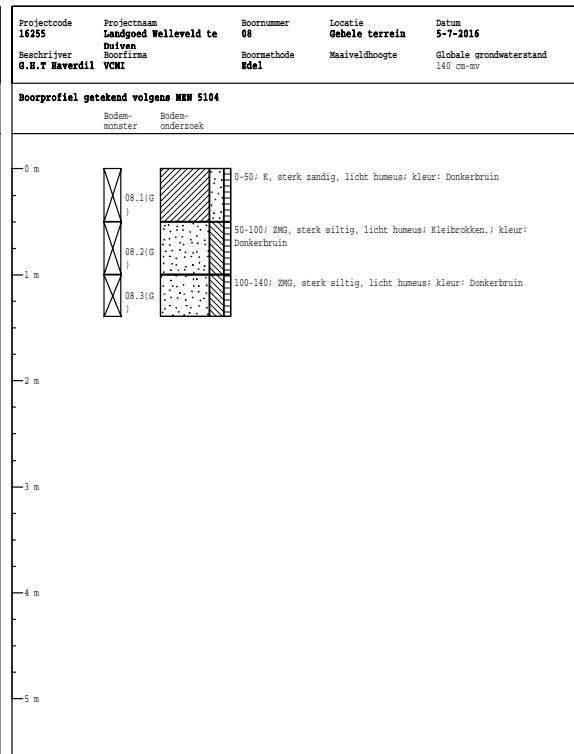 Projectcode Projectnaam Boornummer Locatie Datum
16255 Landgoed Welleveld te Duiven 08 Gehele terrein 5-7-2016
Beschrijver Boorfirma Boormethode Maaiveldhoogte Globale grondwaterstand
G.H.T Haverdil VCMI Edel 140 cm-mv
Boorprofiel getekend volgens NEN 5104
Bodem- Bodem-
monster onderzoek
0 m
0-50; K, sterk zandig, licht humeus; kleur: Donkerbruin
08.1(G
)
50-100; ZMG, sterk siltig, licht humeus; Kleibrokken.; kleur:
Donkerbruin
08.2(G
)
1 m
100-140; ZMG, sterk siltig, licht humeus; kleur: Donkerbruin
08.3(G
)
2 m
3 m
4 m
5 m